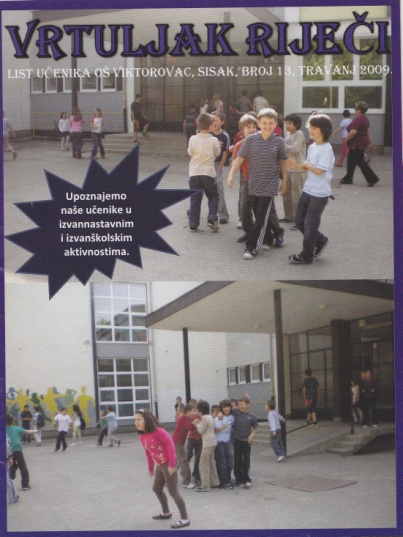 VRTULJAK RIJEČI
LIST UČENIKA OŠ VIKTOROVAC, SISAK, BROJ 13, TRAVANJ 2009.
Upoznajemo
naše učenike u
izvannastavnim
i izvanškolskim
aktivnostima.